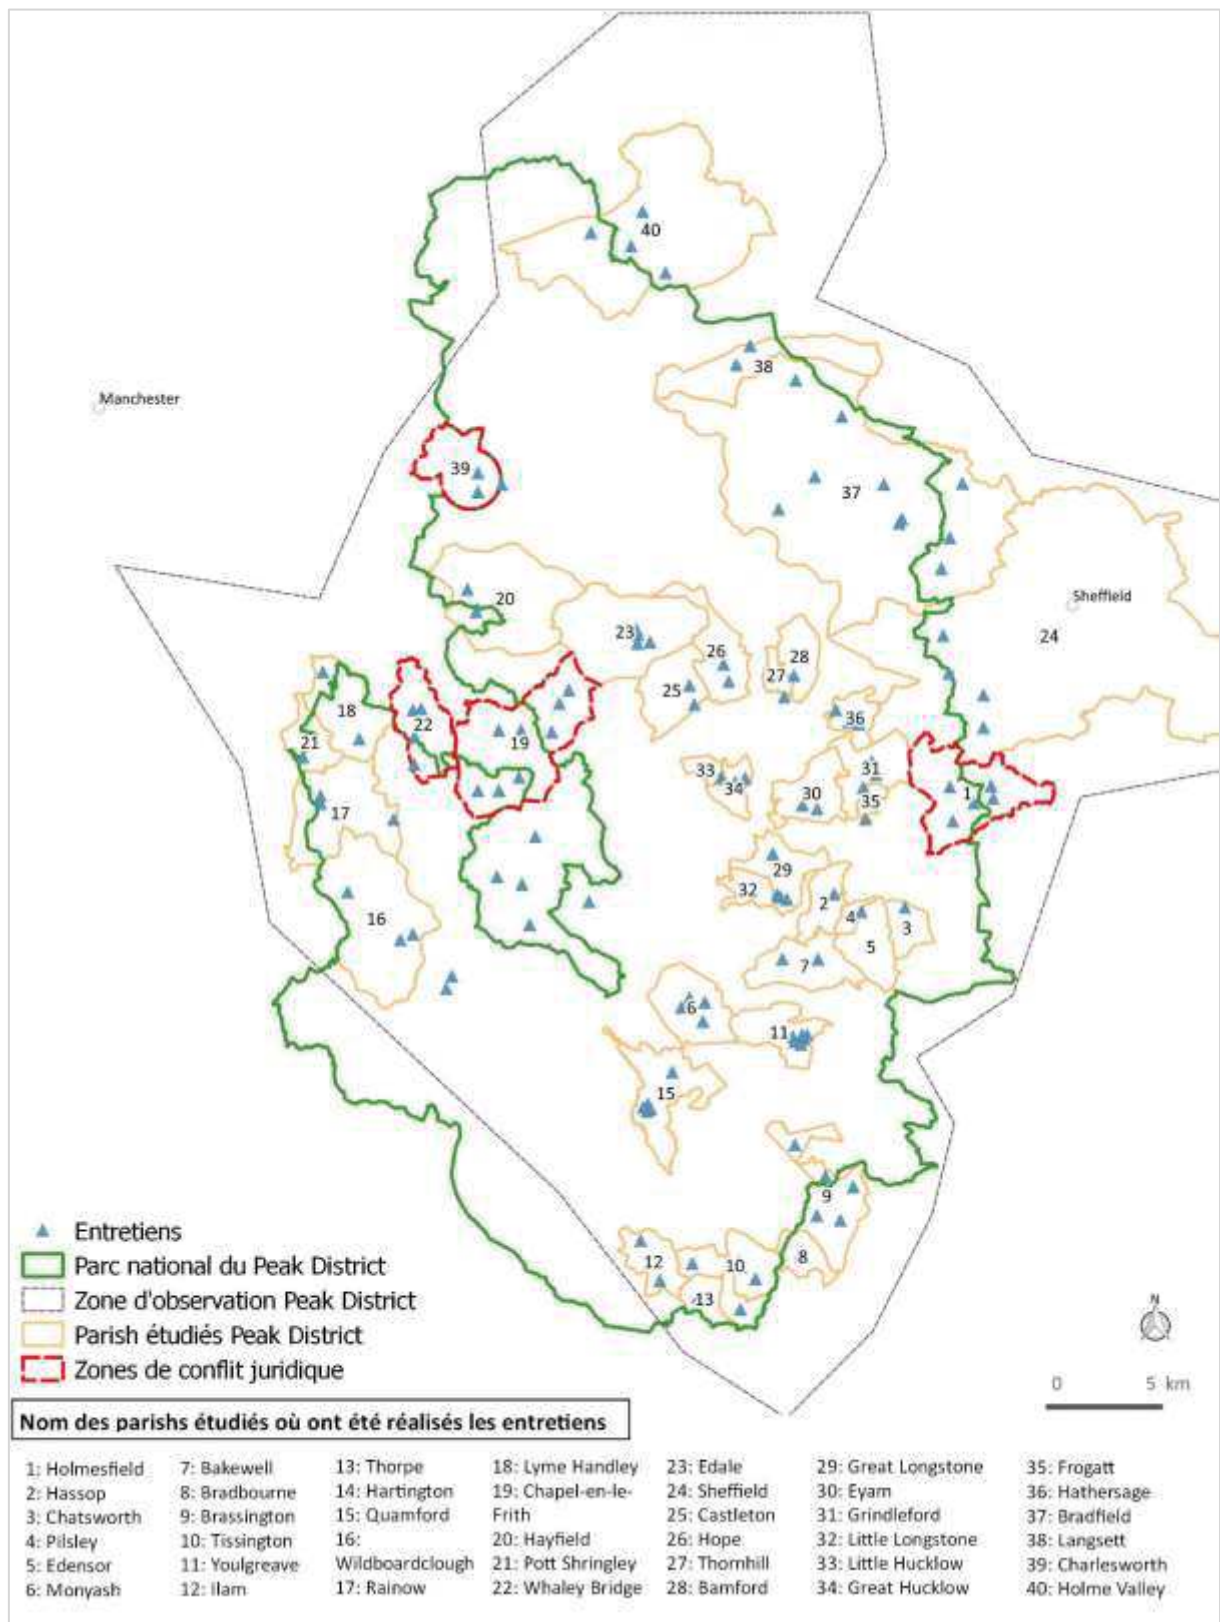 40
38
Manchester
39
37
20
Sheffield
23
24
26
28
25
27
18
22
36
21
19
33
31
34
30
1
17
35
29
32
2
16
4
3
5
7
6
11
15
9
12
8
10
13
Entretiens
Parc national du Peak District
Zone d'observation Peak District
Parish étudiés Peak District
Zones de conflit juridique
N
0 5 km
Nom des parishs étudiés où ont été réalisés les entretiens
1: Holmesfield
2: Hassop
3: Chatsworth
4: Pilsley
5: Edensor
6: Monyash
7: Bakewell
8: Bradbourne
9: Brassington
10: Tissington
11: Youlgreave
12: Ilam
13: Thorpe
14: Hartington
15: Quamford
16:
Wildboardclough
17: Rainow
18: Lyme Handley
19: Chapel-en-le-
Frith
20: Hayfield
21: Pott Shringley
22: Whaley Bridge
23: Edale
24: Sheffield
25: Castleton
26: Hope
27: Thornhill
28: Bamford
29: Great Longstone
30: Eyam
31: Grindleford
32: Little Longstone
33: Little Hucklow
34: Great Hucklow
35: Frogatt
36: Hathersage
37: Bradfield
38: Langsett
39: Charlesworth
40: Holme Valley